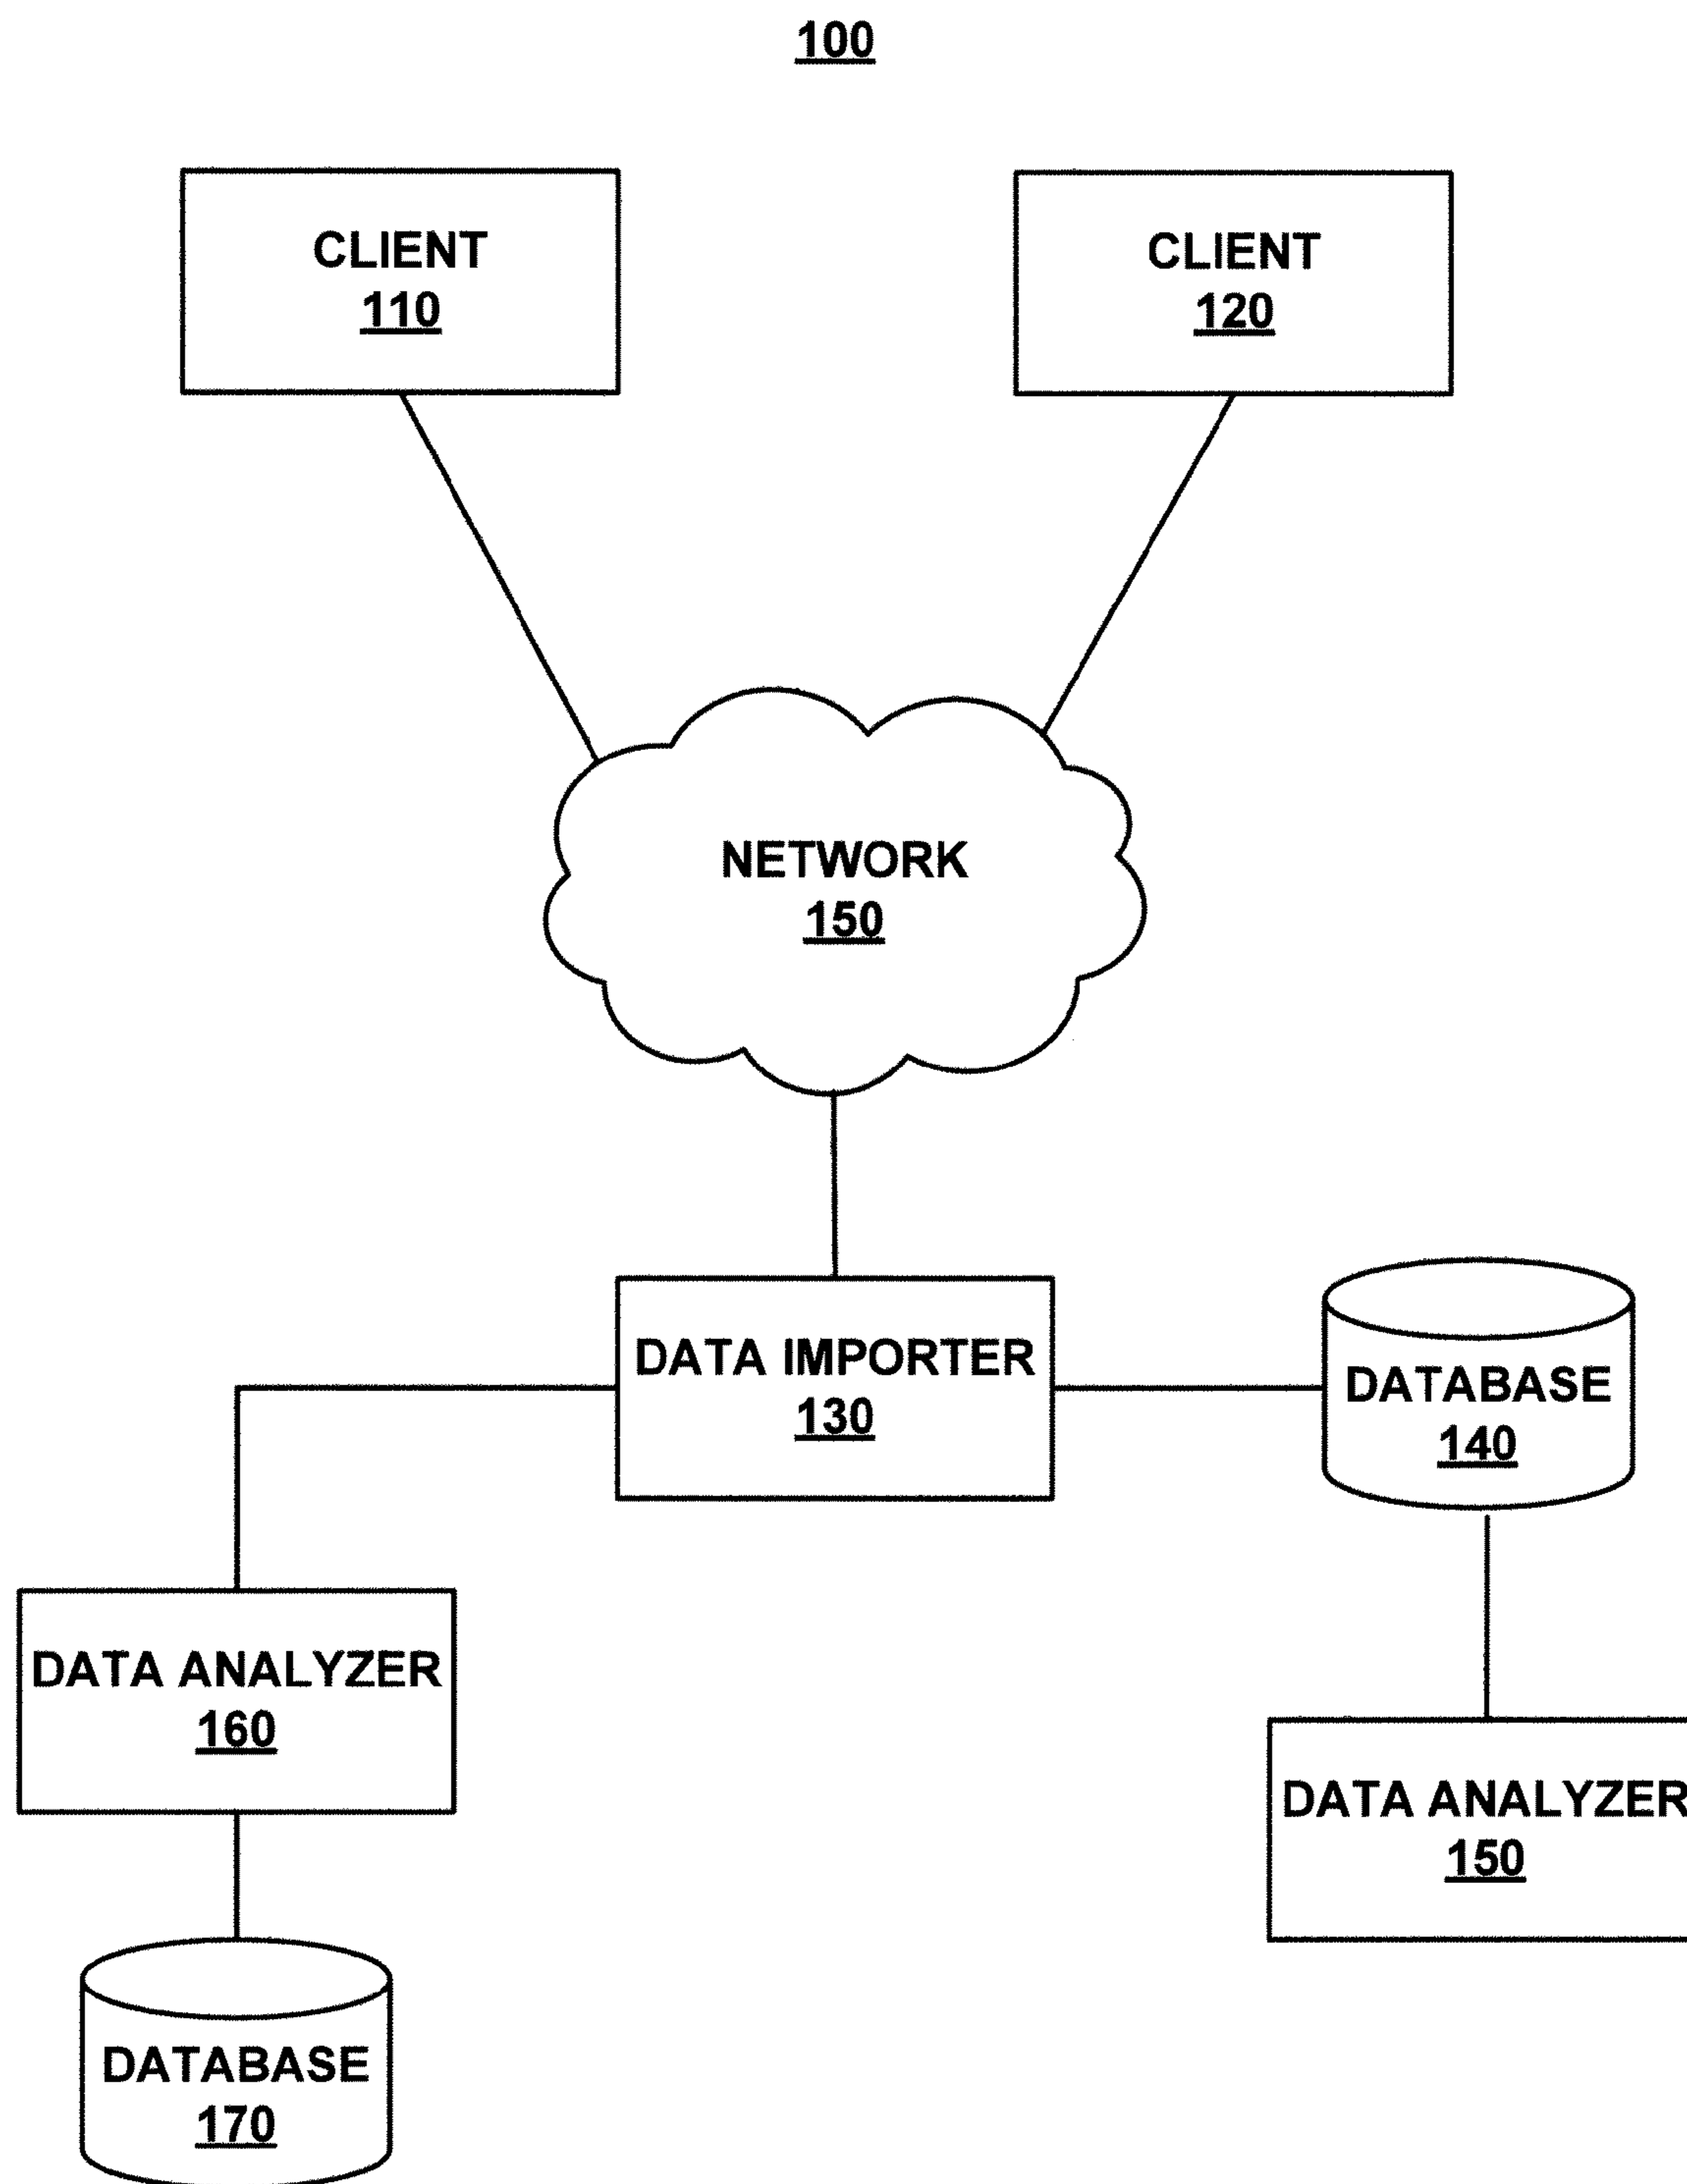 100
CLIENT
110
CLIENT
120
NETWORK
150
DATA IMPORTER
130
DATABASE
140
DATA ANALYZER
160
DATA ANALYZER
150
DATABASE
170